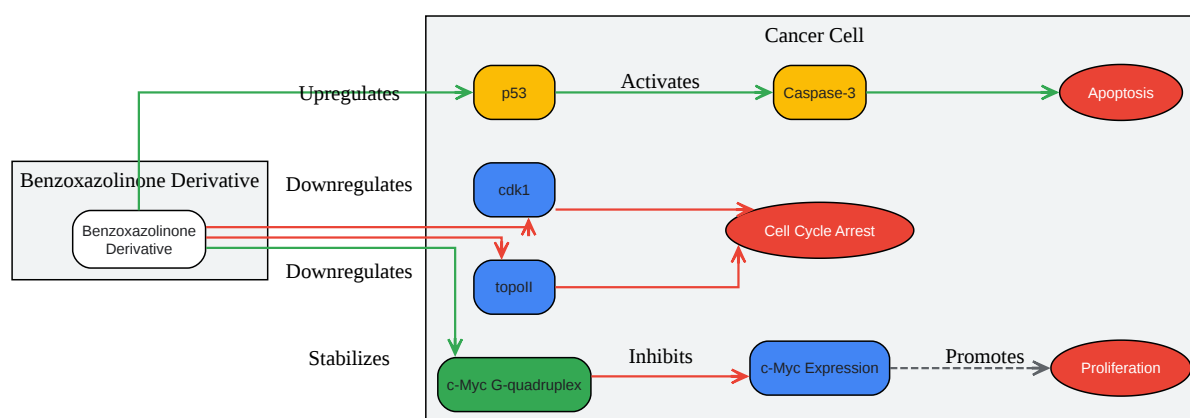 Cancer Cell
Upregulates
p53
Activates
Caspase-3
Apoptosis
Benzoxazolinone Derivative
Downregulates
cdk1
Benzoxazolinone
Derivative
Cell Cycle Arrest
Downregulates
topoII
Stabilizes
c-Myc G-quadruplex
Inhibits
c-Myc Expression
Promotes
Proliferation